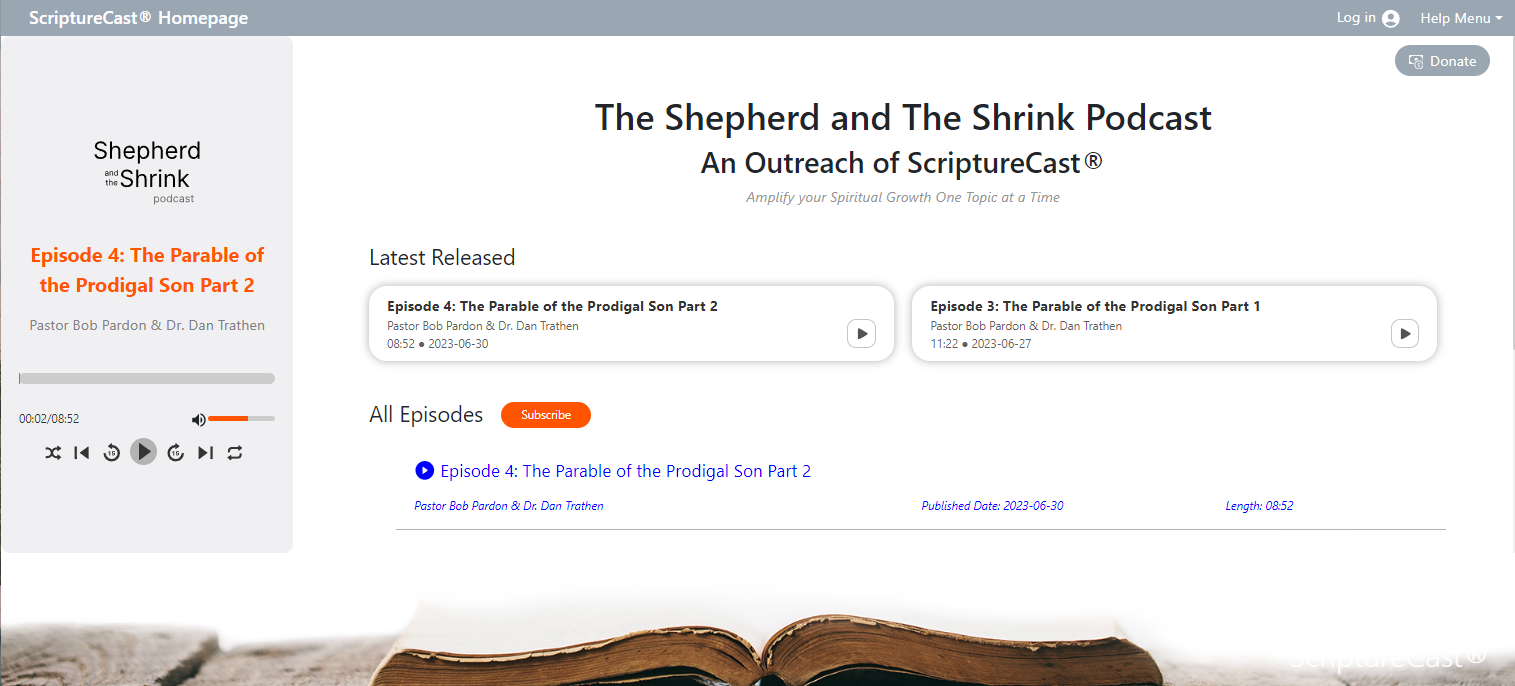 ScriptureCast® Homepage
Log in
Help Menu
Donate
Shepherd
and the Shrink
podcast
Episode 4: The Parable of
the Prodigal Son Part 2
Pastor Bob Pardon & Dr. Dan Trathen
00:02/08:52
15
15
The Shepherd and The Shrink Podcast
An Outreach of ScriptureCast®
Amplify your Spiritual Growth One Topic at a Time
Latest Released
Episode 4: The Parable of the Prodigal Son Part 2
Pastor Bob Pardon & Dr. Dan Trathen
08:52 ● 2023-06-30
Episode 3: The Parable of the Prodigal Son Part 1
Pastor Bob Pardon & Dr. Dan Trathen
11:22 ● 2023-06-27
All Episodes
Subscribe
Episode 4: The Parable of the Prodigal Son Part 2
Pastor Bob Pardon & Dr. Dan Trathen
Published Date: 2023-06-30
Length: 08:52
ScriptureCast®